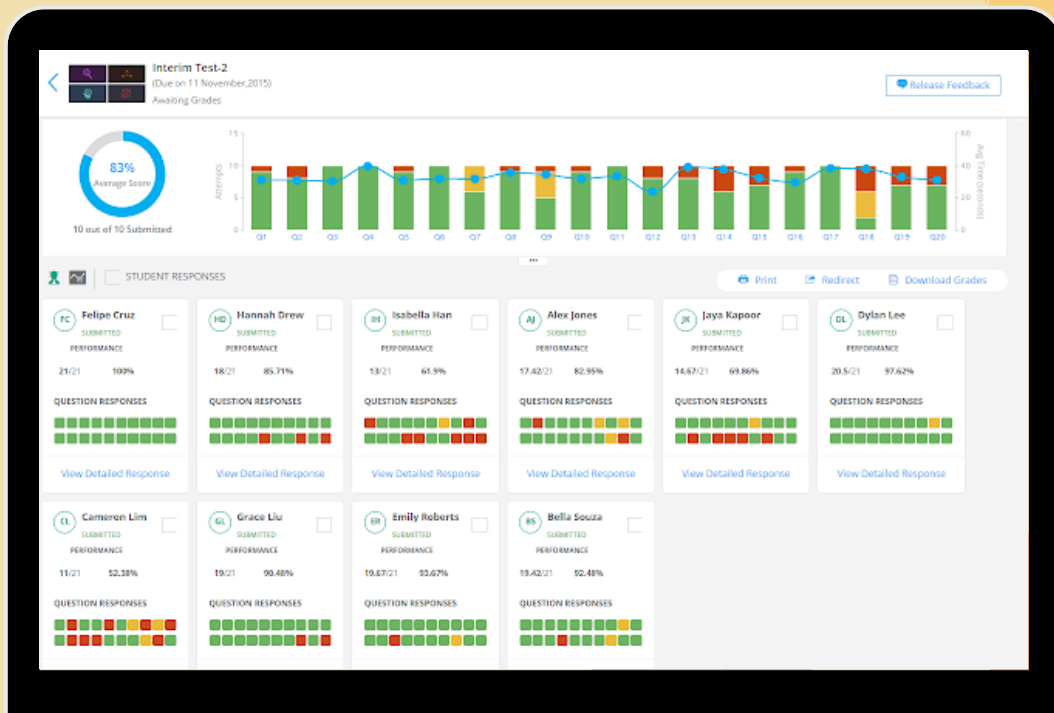 Interim Test-2
(Due on 11 November,2015)
Awaiting Grades
Release Feedback
83%
Average Score
10 out of 10 Submitted
Attempts
15
10
5
0
60
40
20
0
Avg Time(seconds)
Q1 Q2 Q3 Q4 Q5 Q6 Q7 Q8 Q9 Q10 Q11 Q12 Q13 Q14 Q15 Q16 Q17 Q18 Q19 Q20
STUDENT RESPONSES
Print Redirect Download Grades
FC Felipe Cruz
SUBMITTED
PERFORMANCE
21/21 100%
QUESTION RESPONSES
View Detailed Response
HD Hannah Drew
SUBMITTED
PERFORMANCE
18/21 85.71%
QUESTION RESPONSES
View Detailed Response
IH Isabella Han
SUBMITTED
PERFORMANCE
13/21 61.9%
QUESTION RESPONSES
View Detailed Response
AJ Alex Jones
SUBMITTED
PERFORMANCE
17.42/21 82.95%
QUESTION RESPONSES
View Detailed Response
JK Jaya Kapoor
SUBMITTED
PERFORMANCE
14.67/21 69.86%
QUESTION RESPONSES
View Detailed Response
DL Dylan Lee
SUBMITTED
PERFORMANCE
20.5/21 97.62%
QUESTION RESPONSES
View Detailed Response
CL Cameron Lim
SUBMITTED
PERFORMANCE
11/21 52.38%
QUESTION RESPONSES
GL Grace Liu
SUBMITTED
PERFORMANCE
19/21 90.48%
QUESTION RESPONSES
ER Emily Roberts
SUBMITTED
PERFORMANCE
19.67/21 93.67%
QUESTION RESPONSES
BS Bella Souza
SUBMITTED
PERFORMANCE
19.42/21 92.48%
QUESTION RESPONSES